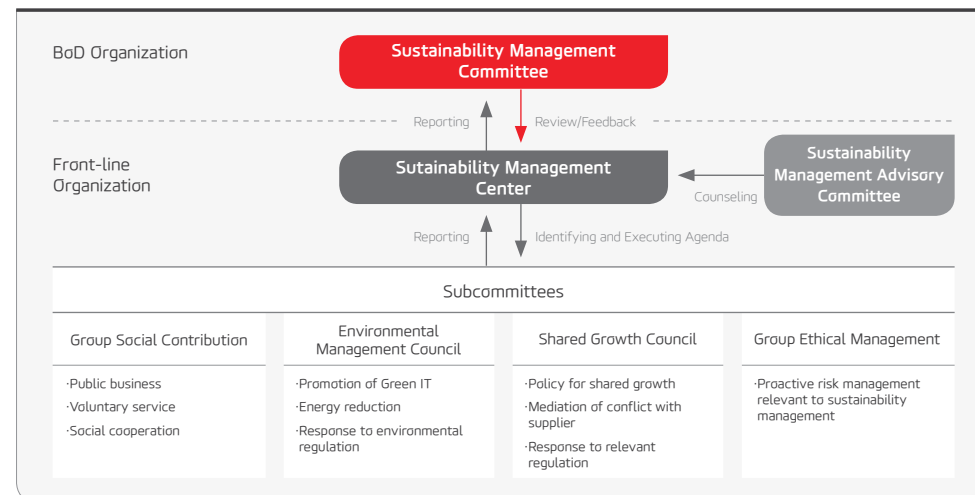 BoD Organization
Sustainability Management
Committee
Reporting
Review/Feedback
Front-line
Organization
Sutainability Management
Center
Sustainability
Management Advisory
Committee
Counseling
Reporting
Identifying and Executing Agenda
Subcommittees
Group Social Contribution
Environmental
Management Council
Shared Growth Council
Group Ethical Management
·Public business
·Voluntary service
·Social cooperation
·Promotion of Green IT
·Energy reduction
·Response to environmental
regulation
·Policy for shared growth
·Mediation of conflict with
supplier
·Response to relevant
regulation
·Proactive risk management
relevant to sustainability
management